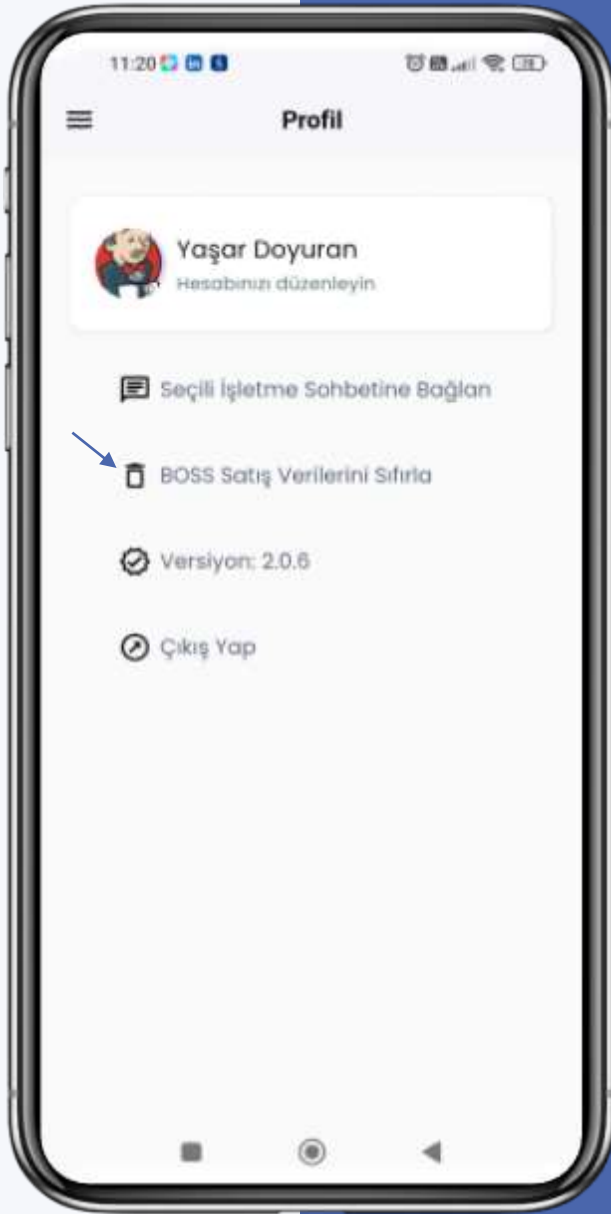 11:20
Profil
Yaşar Doyuran
Hesabınızı düzenleyin
Seçili İşletme Sohbetine Bağlan
BOSS Satış Verilerini Sıfırla
Versiyon: 2.0.6
Çıkış Yap